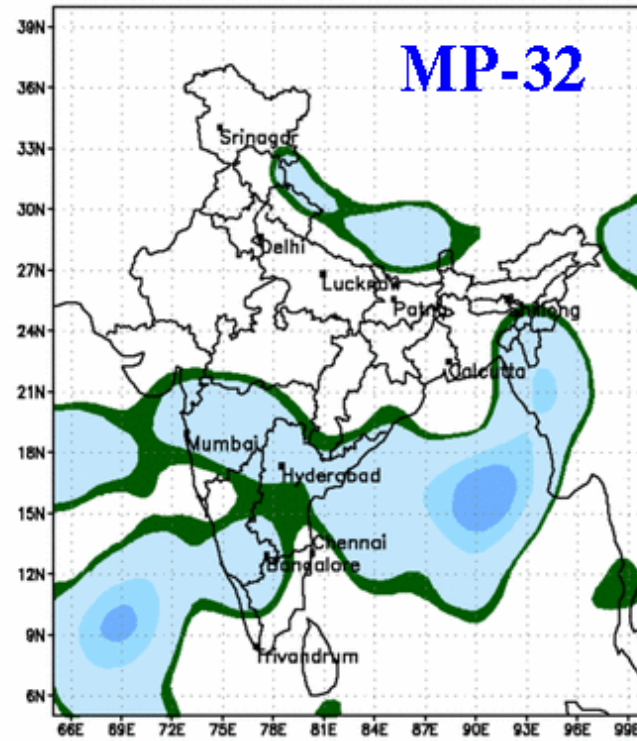 39N
MP-32
36N
Srinagar
33N
30N
Delhi
27N
Lucknow
Patna
Shillong
24N
Calcutta
21N
Mumbai
18N
Hyderabad
15N
Chennai
Bangalore
12N
9N
Trivandrum
6N
66E 69E 72E 75E 78E 81E 84E 87E 90E 93E 96E 99E